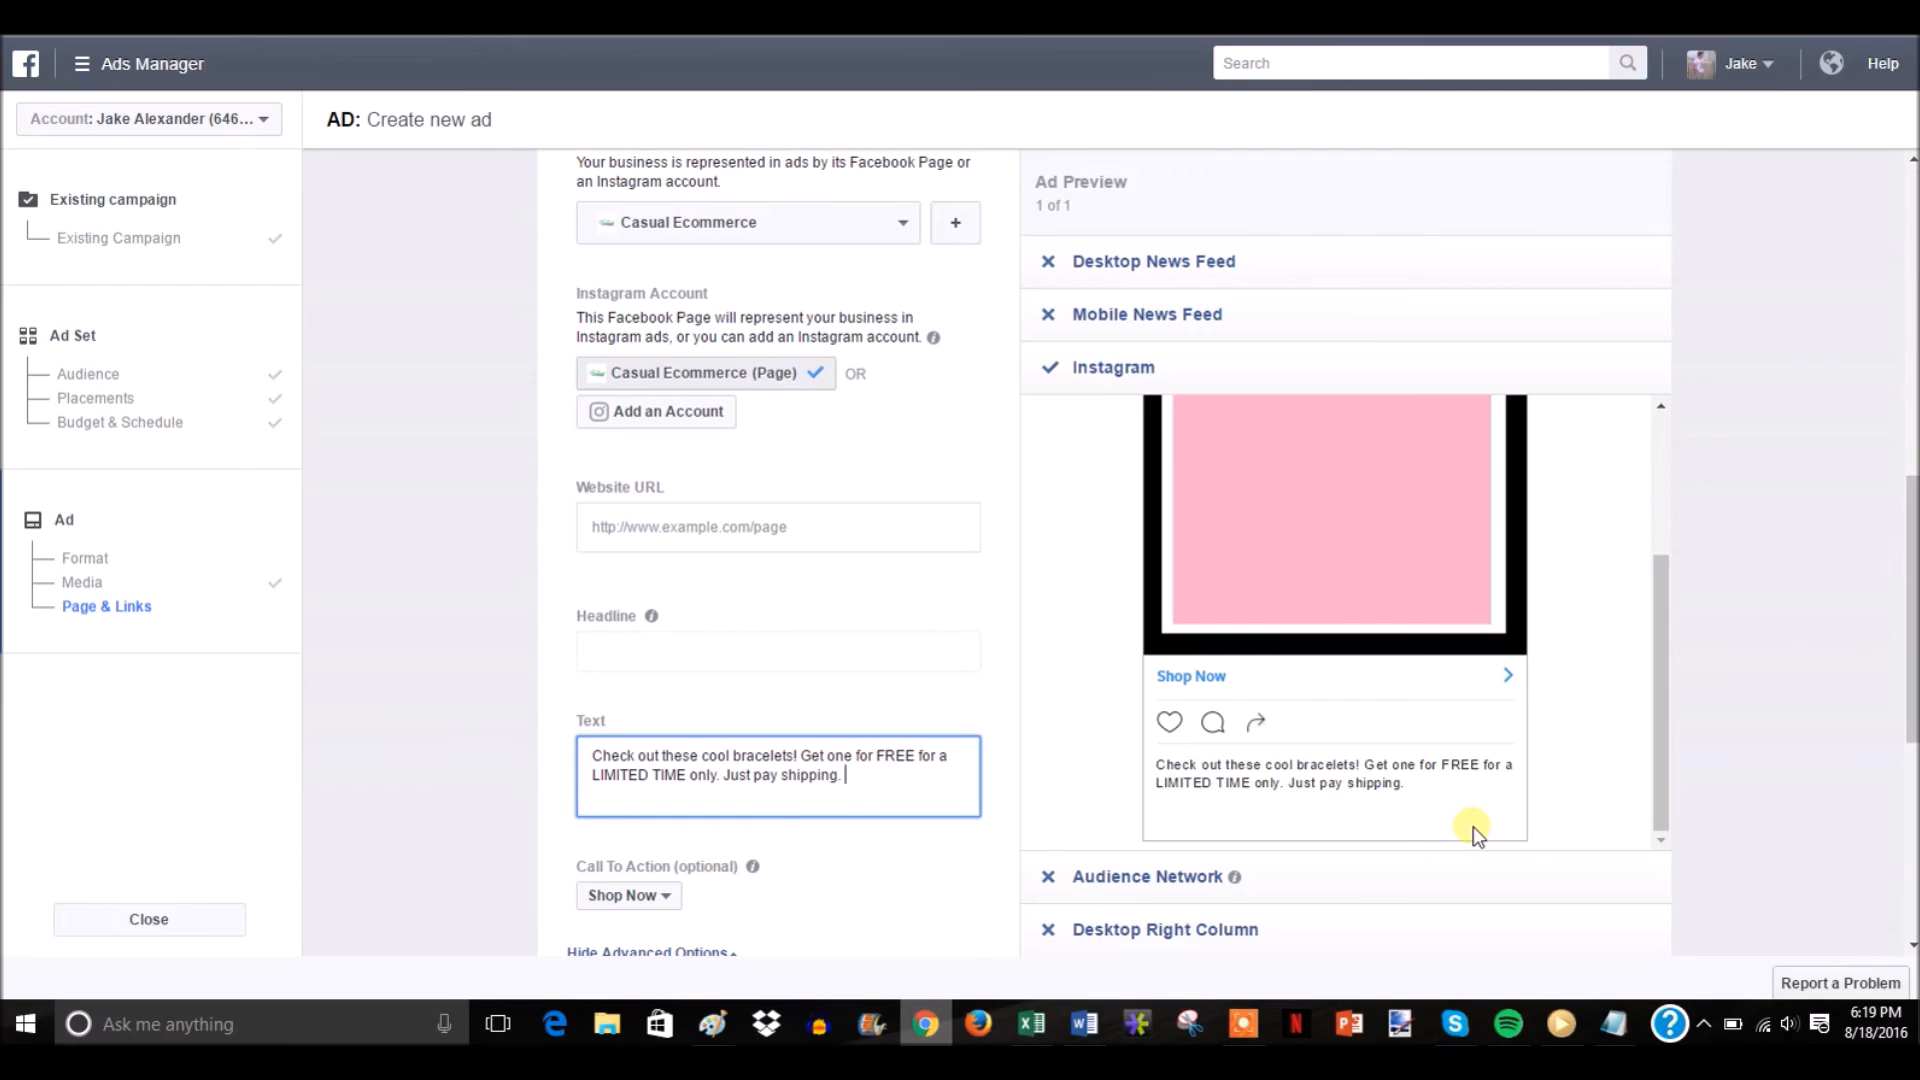 Ads Manager
Search
Jake
Help
Account: Jake Alexander (646...
AD: Create new ad
Existing campaign
Existing Campaign
Ad Set
Audience
Placements
Budget & Schedule
Ad
Format
Media
Page & Links
Close
Your business is represented in ads by its Facebook Page or
an Instagram account.
Casual Ecommerce
+
Instagram Account
This Facebook Page will represent your business in
Instagram ads, or you can add an Instagram account.
Casual Ecommerce (Page)
OR
Add an Account
Website URL
http://www.example.com/page
Headline
Text
Check out these cool bracelets! Get one for FREE for a
LIMITED TIME only. Just pay shipping.
Call To Action (optional)
Shop Now
Hide Advanced Options
Ad Preview
1 of 1
Desktop News Feed
Mobile News Feed
Instagram
Shop Now
Check out these cool bracelets! Get one for FREE for a
LIMITED TIME only. Just pay shipping.
Audience Network
Desktop Right Column
Report a Problem
Ask me anything
6:19 PM
8/18/2016